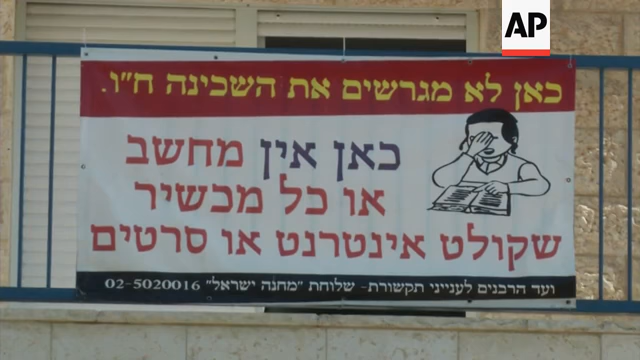 AP
כאן לא מגרשים את השכינה ח"ו.
כאן אין מחשב
או כל מכשיר
שקולט אינטרנט או סרטים
ועד הרבנים לענייני תקשורת- שלוחת "מחנה ישראל" 02-5020016